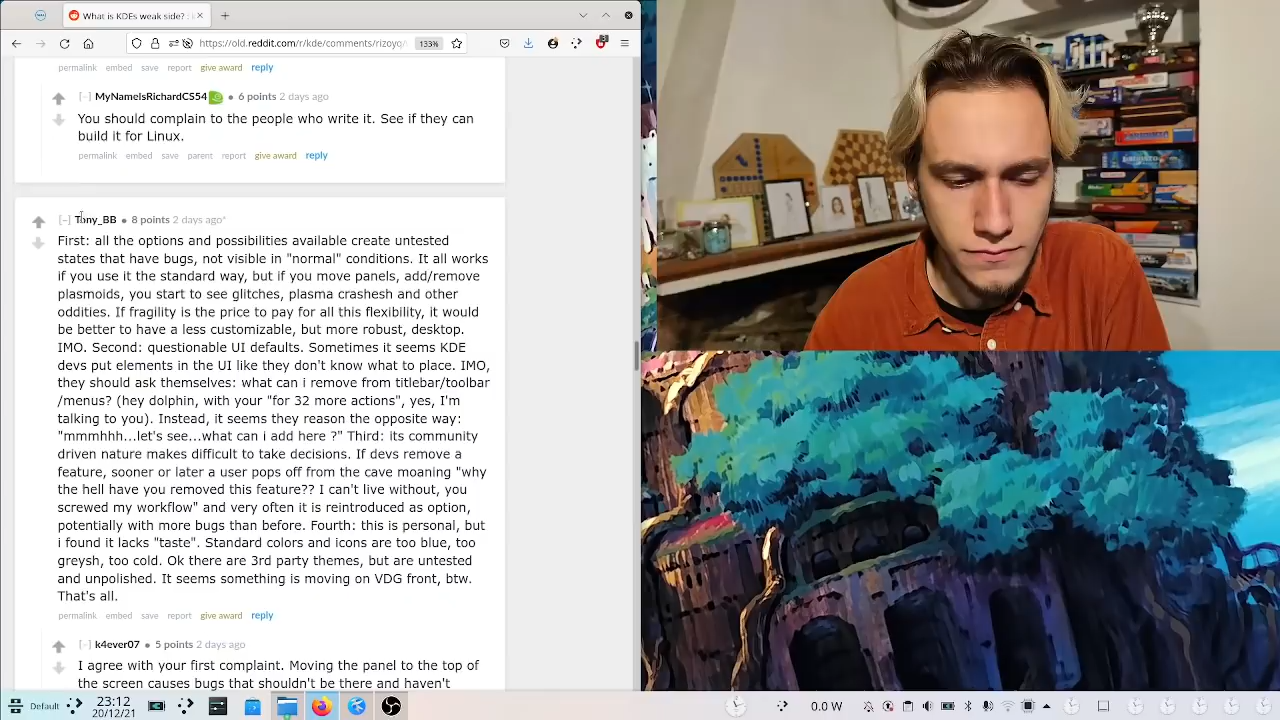 What is KDEs weak side? : k
https://old.reddit.com/r/kde/comments/rizoyo/
133%
permalink embed save report give award reply
[–] MyNameIsRichardCS54 • 6 points 2 days ago
You should complain to the people who write it. See if they can
build it for Linux.
permalink embed save parent report give award reply
[–] Tony_BB • 8 points 2 days ago*
First: all the options and possibilities available create untested
states that have bugs, not visible in "normal" conditions. It all works
if you use it the standard way, but if you move panels, add/remove
plasmoids, you start to see glitches, plasma crashesh and other
oddities. If fragility is the price to pay for all this flexibility, it would
be better to have a less customizable, but more robust, desktop.
IMO. Second: questionable UI defaults. Sometimes it seems KDE
devs put elements in the UI like they don't know what to place. IMO,
they should ask themselves: what can i remove from titlebar/toolbar
/menus? (hey dolphin, with your "for 32 more actions", yes, I'm
talking to you). Instead, it seems they reason the opposite way:
"mmmhhh...let's see...what can i add here ?" Third: its community
driven nature makes difficult to take decisions. If devs remove a
feature, sooner or later a user pops off from the cave moaning "why
the hell have you removed this feature?? I can't live without, you
screwed my workflow" and very often it is reintroduced as option,
potentially with more bugs than before. Fourth: this is personal, but
i found it lacks "taste". Standard colors and icons are too blue, too
greysh, too cold. Ok there are 3rd party themes, but are untested
and unpolished. It seems something is moving on VDG front, btw.
That's all.
permalink embed save report give award reply
[–] k4ever07 • 5 points 2 days ago
I agree with your first complaint. Moving the panel to the top of
the screen causes bugs that shouldn't be there and haven't
Default
23:12
20/12/21
0.0 W